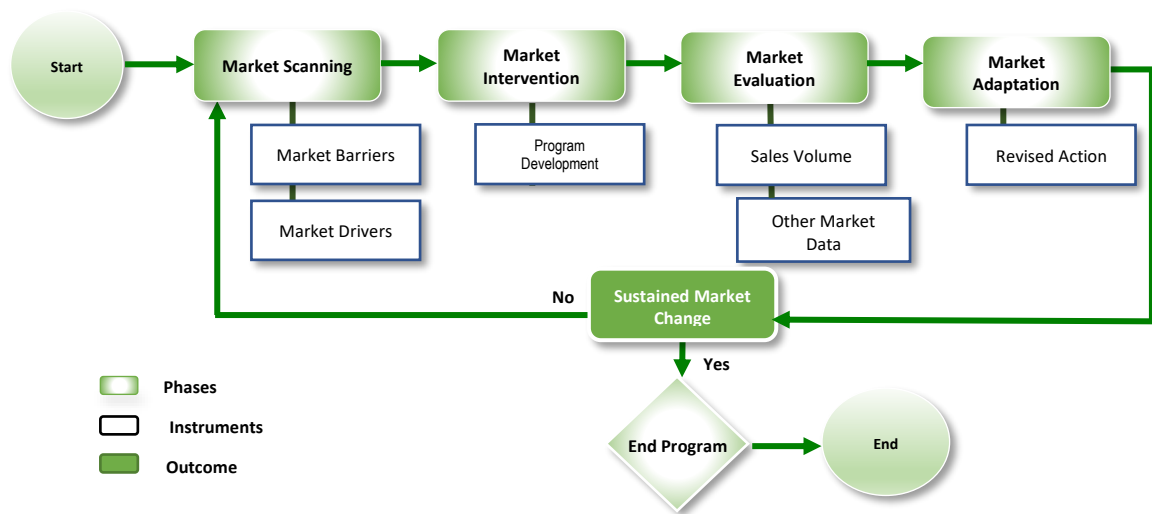 Start
Market Scanning
Market
Intervention
Market
Evaluation
Market
Adaptation
Market Barriers
Program
Development
Sales Volume
Revised Action
Market Drivers
Other Market
Data
No
Sustained Market
Change
Yes
Phases
Instruments
Outcome
End Program
End